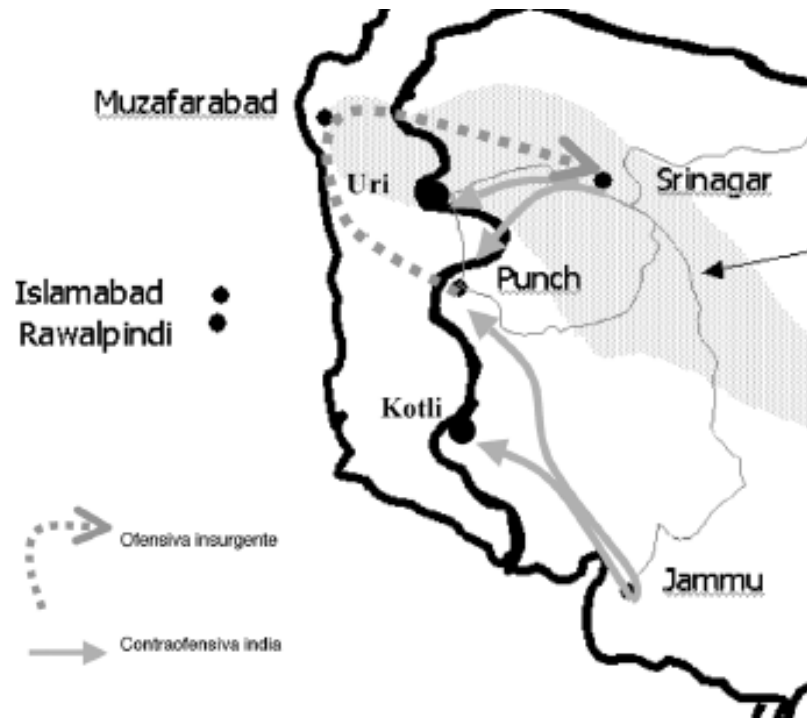 Muzafarabad
Uri
Srinagar
Punch
Islamabad
Rawalpindi
Kotli
Ofensiva insurgente
Jammu
Contraofensiva india